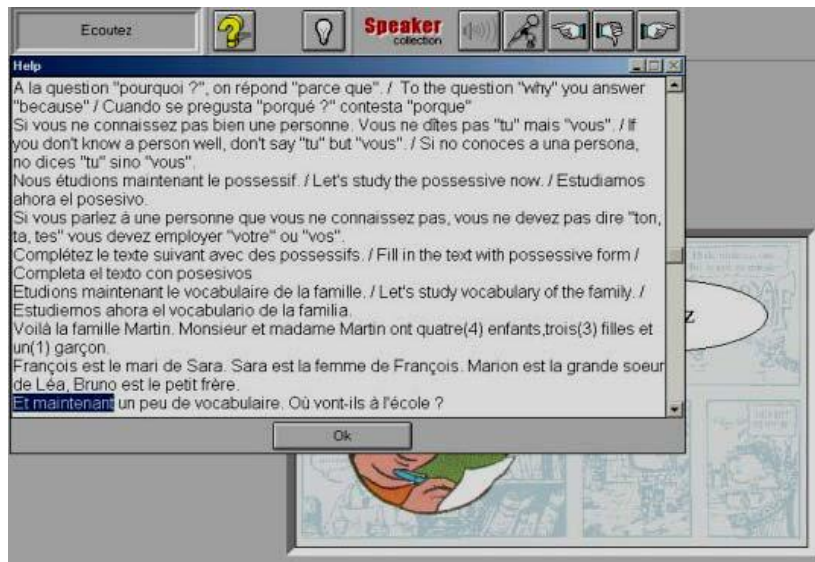 Ecoutez
Speaker
collection
Help
A la question "pourquoi ?", on répond "parce que". / To the question "why" you answer
"because" / Cuando se pregusta "porqué ?" contesta "porque"
Si vous ne connaissez pas bien une personne. Vous ne dîtes pas "tu" mais "vous". / If
you don't know a person well, don't say "tu" but "vous". / Si no conoces a una persona,
no dices "tu" sino "vous".
Nous étudions maintenant le possessif. / Let's study the possessive now. / Estudiamos
ahora el posesivo.
Si vous parlez à une personne que vous ne connaissez pas, vous ne devez pas dire "ton,
ta, tes" vous devez employer "votre" ou "vos".
Complétez le texte suivant avec des possessifs. / Fill in the text with possessive form /
Completa el texto con posesivos
Etudions maintenant le vocabulaire de la famille. / Let's study vocabulary of the family. /
Estudiemos ahora el vocabulario de la familia.
Voilà la famille Martin. Monsieur et madame Martin ont quatre(4) enfants,trois(3) filles et
un(1) garçon.
François est le mari de Sara. Sara est la femme de François. Marion est la grande soeur
de Léa, Bruno est le petit frère.
Et maintenant un peu de vocabulaire. Où vont-ils à l'école ?
z
Ok